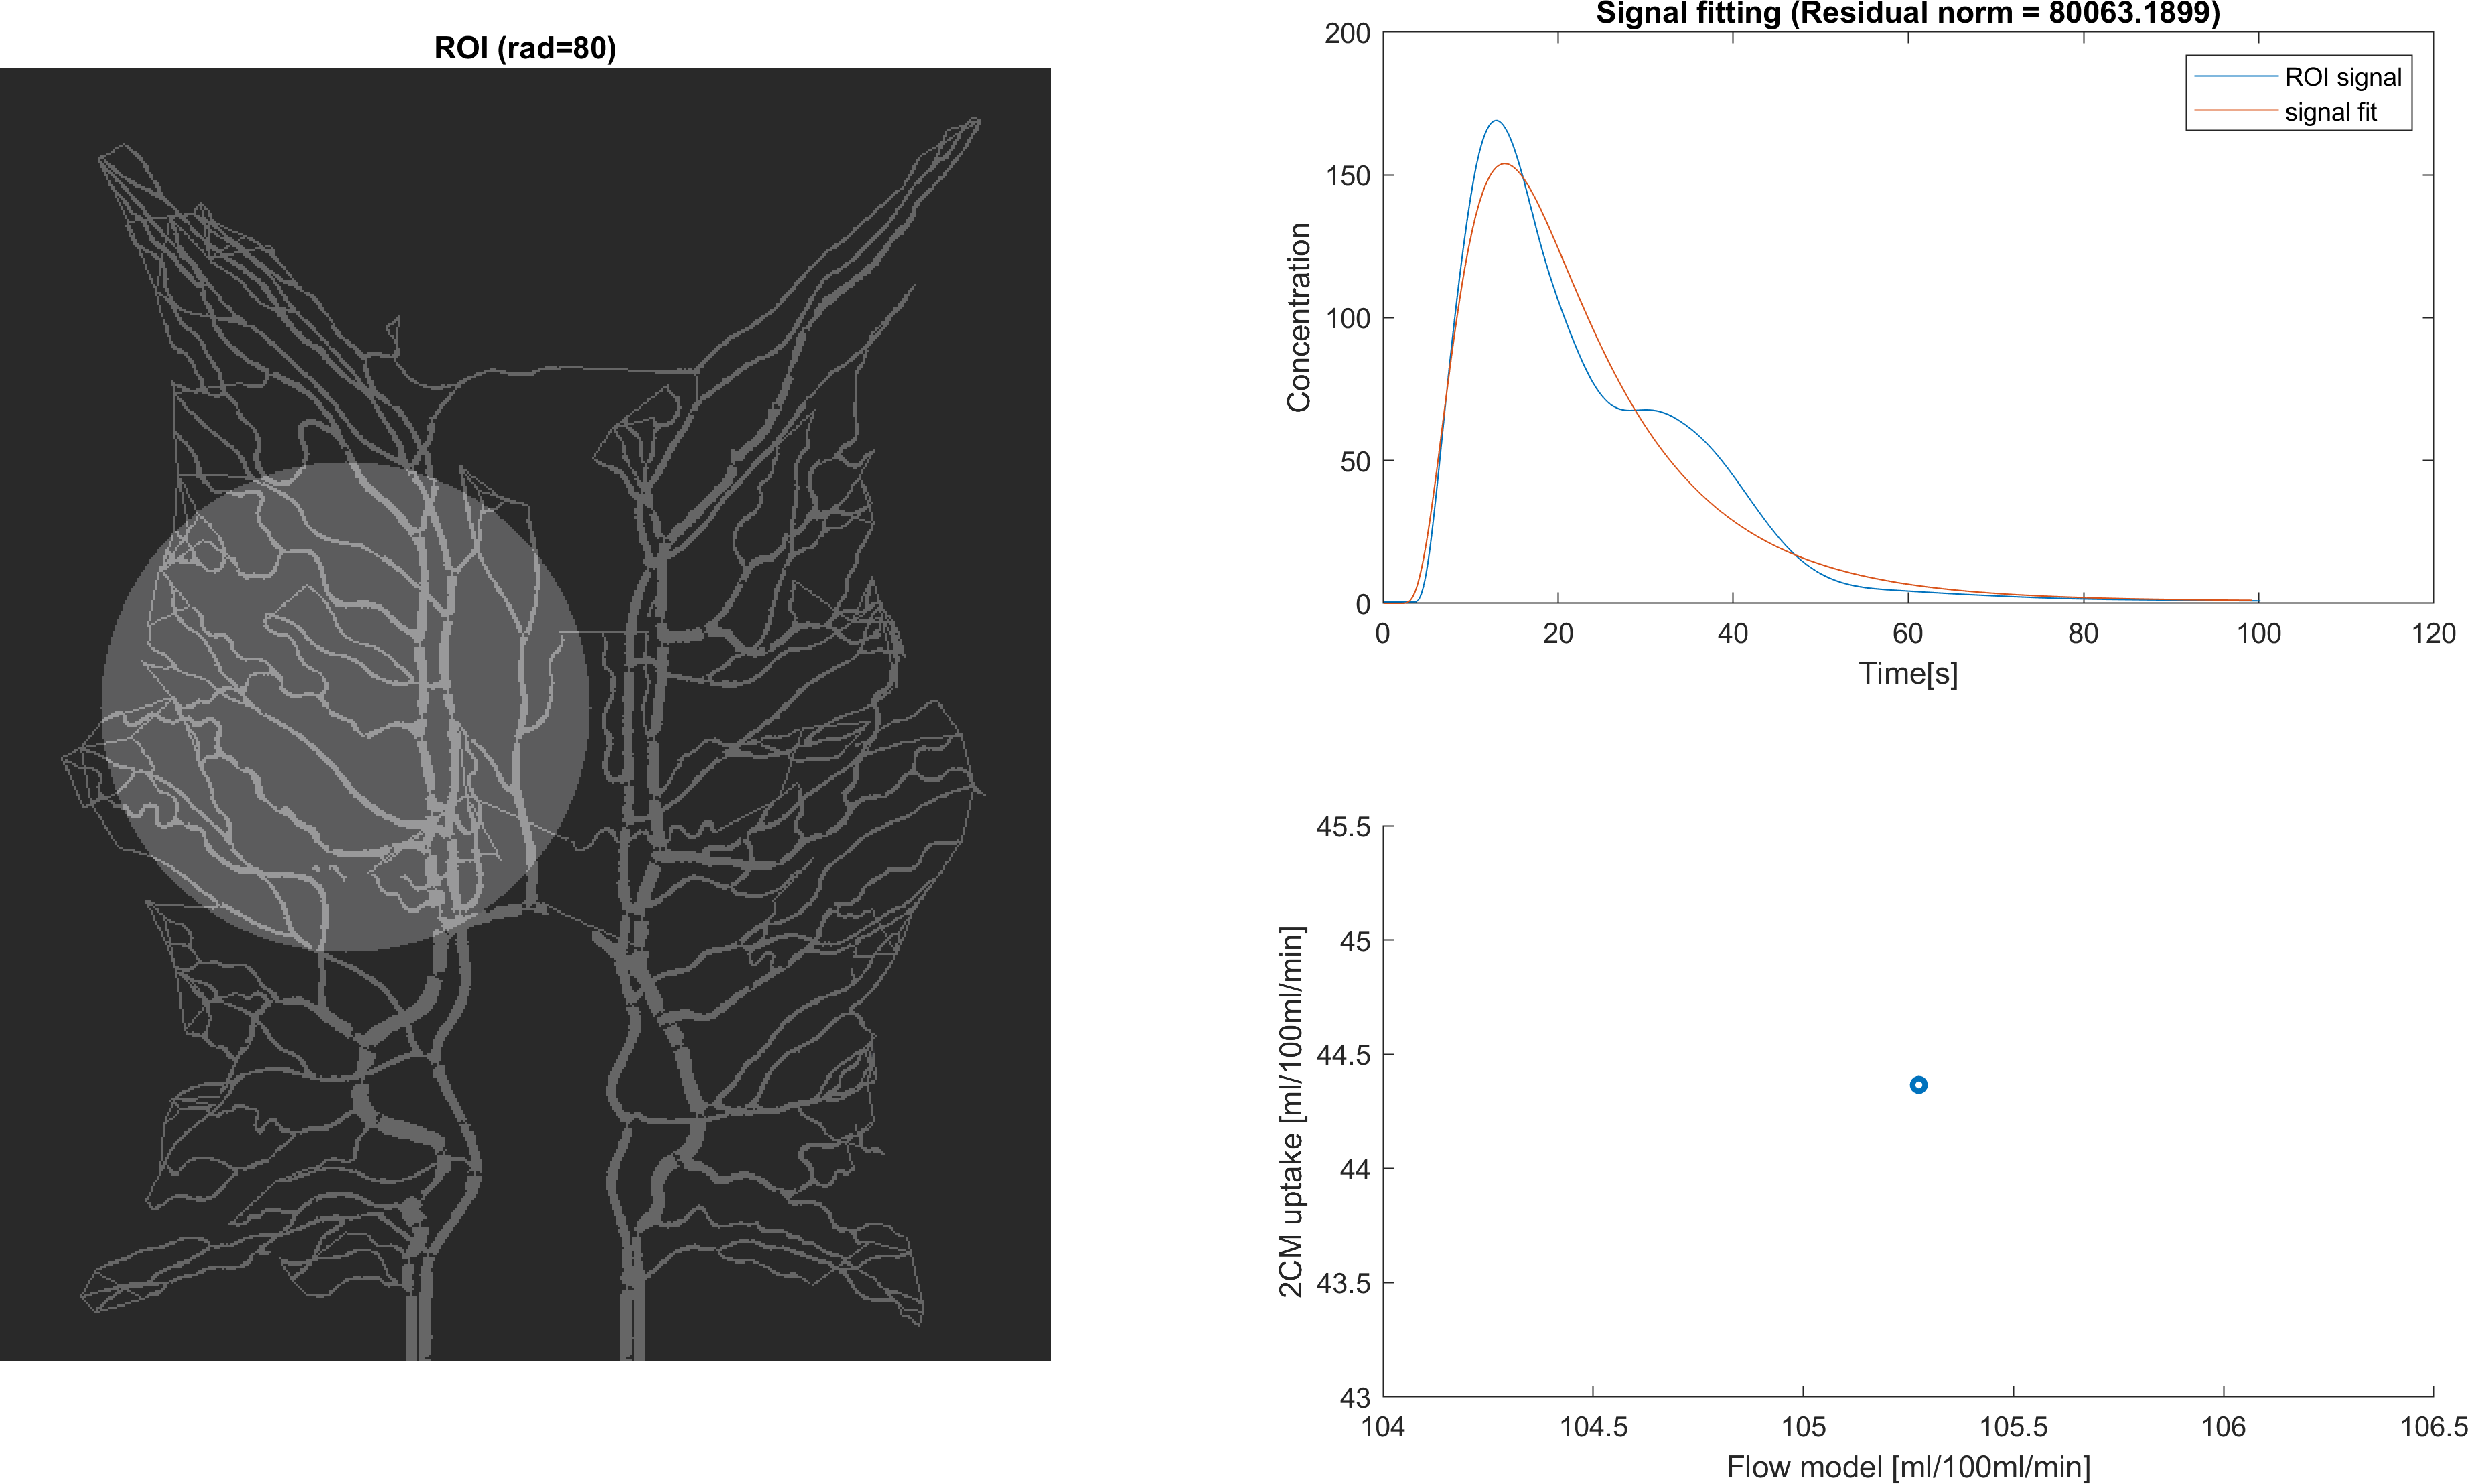 ROI (rad=80)
Signal fitting (Residual norm = 80063.1899)
200
150
100
50
0
Concentration
ROI signal
signal fit
0 20 40 60 80 100 120
Time[s]
45.5
45
44.5
44
43.5
43
2CM uptake [ml/100ml/min]
104 104.5 105 105.5 106 106.5
Flow model [ml/100ml/min]